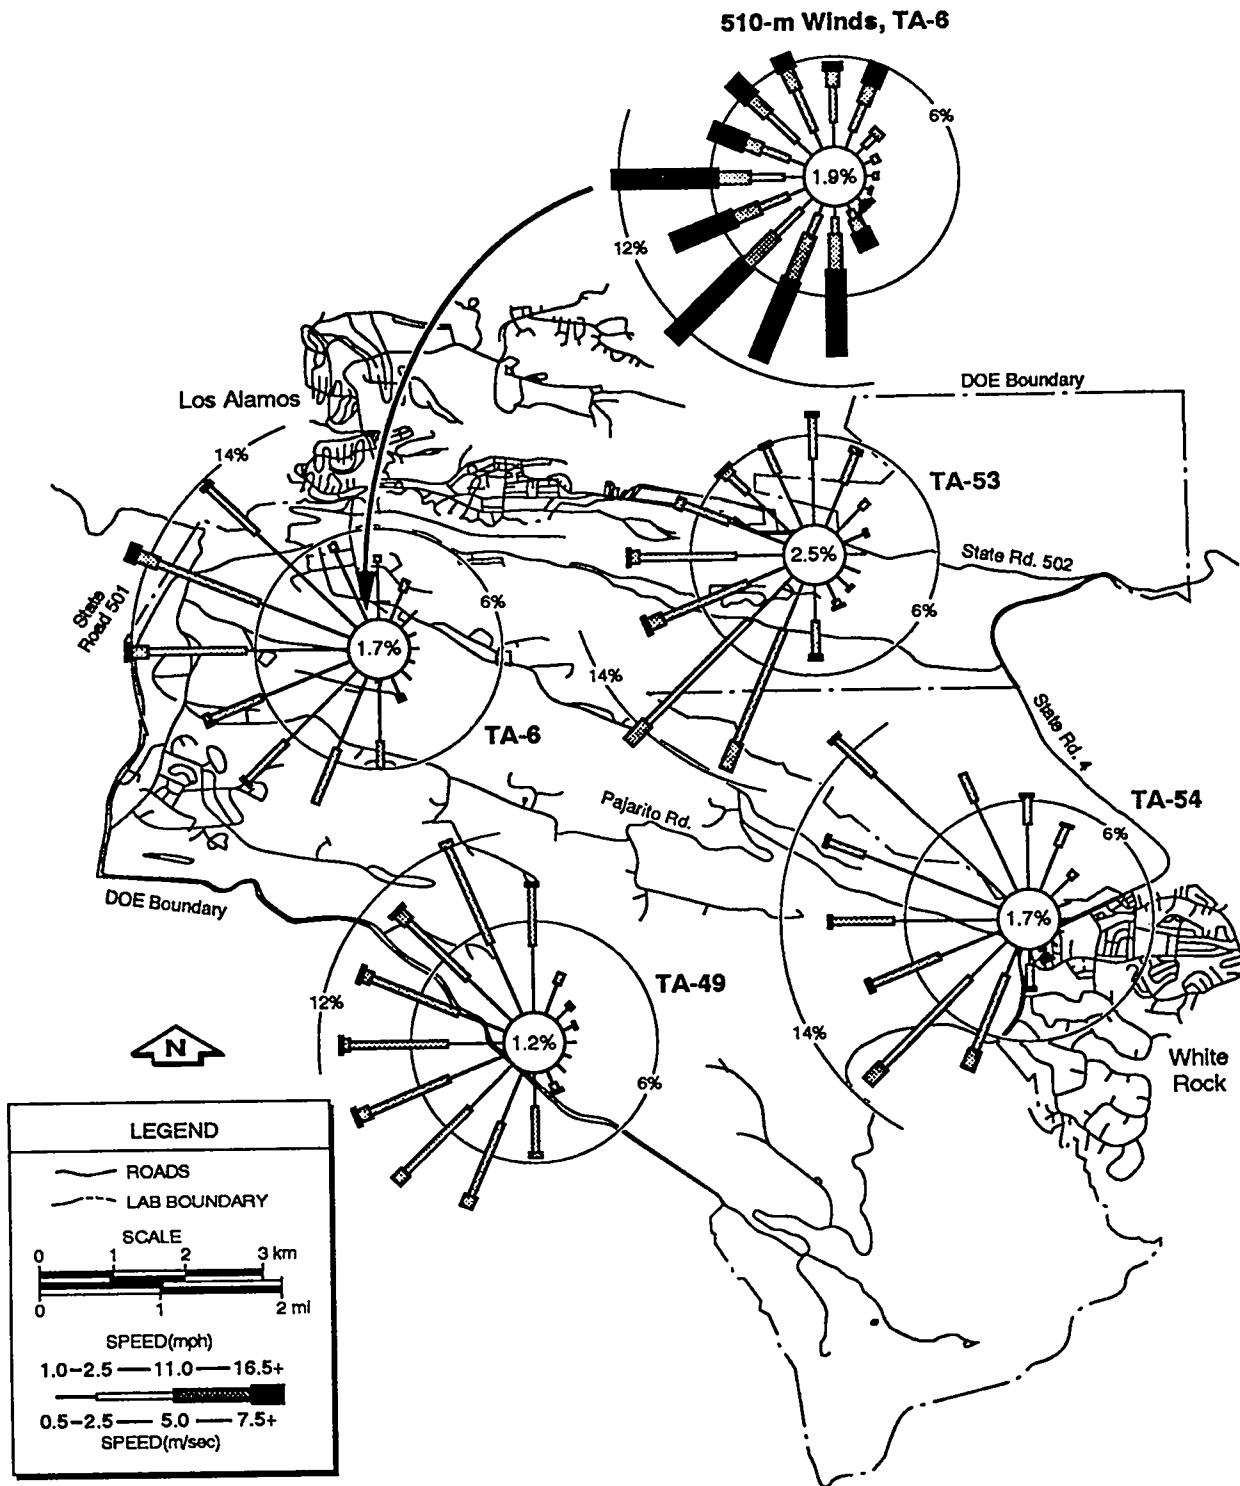 510-m Winds, TA-6
6%
1.9%
12%
DOE Boundary
Los Alamos
14%
TA-53
2.5%
State Rd. 502
6%
State
Road 501
6%
1.7%
14%
TA-6
State Rd. 4
TA-54
Pajarito Rd.
6%
DOE Boundary
1.7%
TA-49
12%
14%
1.2%
N
6%
White
Rock
LEGEND
ROADS
LAB BOUNDARY
SCALE
0 1 2 3 km
0 1 2 mi
SPEED(mph)
1.0–2.5 — 11.0 — 16.5+
0.5–2.5 — 5.0 — 7.5+
SPEED(m/sec)